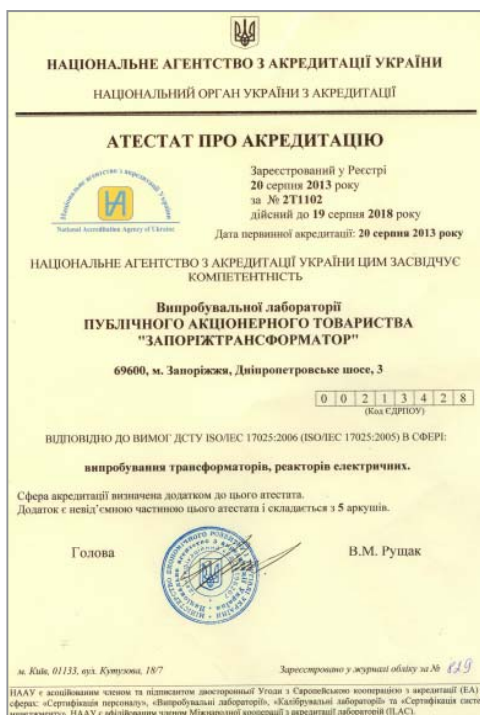 НАЦІОНАЛЬНЕ АГЕНТСТВО З АКРЕДИТАЦІЇ УКРАЇНИ
НАЦІОНАЛЬНИЙ ОРГАН УКРАЇНИ З АКРЕДИТАЦІЇ
АТЕСТАТ ПРО АКРЕДИТАЦІЮ
Національне агентство з акредитації України
National Accreditation Agency of Ukraine
Зареєстрований у Реєстрі
20 серпня 2013 року
за № 2Т1102
дійсний до 19 серпня 2018 року
Дата первинної акредитації: 20 серпня 2013 року
НАЦІОНАЛЬНЕ АГЕНТСТВО З АКРЕДИТАЦІЇ УКРАЇНИ ЦИМ ЗАСВІДЧУЄ
КОМПЕТЕНТНІСТЬ
Випробувальної лабораторії
ПУБЛІЧНОГО АКЦІОНЕРНОГО ТОВАРИСТВА
"ЗАПОРІЖТРАНСФОРМАТОР"
69600, м. Запоріжжя, Дніпропетровське шосе, 3
0 0 2 1 3 4 2 8
(Код ЄДРПОУ)
ВІДПОВІДНО ДО ВИМОГ ДСТУ ISO/IEC 17025:2006 (ISO/IEC 17025:2005) В СФЕРІ:
випробування трансформаторів, реакторів електричних.
Сфера акредитації визначена додатком до цього атестата.
Додаток є невід’ємною частиною цього атестата і складається з 5 аркушів.
Голова
В.М. Рущак
м. Київ, 01133, вул. Кутузова, 18/7
Зареєстровано у журналі обліку за № 829
НААУ є асоційованим членом та підписантом двосторонньої Угоди з Європейською кооперацією з акредитації (ЕА)
сферах: «Сертифікація персоналу», «Випробувальні лабораторії», «Калібрувальні лабораторії» та «Сертифікація систе
менеджменту». НААУ є афілійованим членом Міжнародної кооперації з акредитації лабораторій (ILAC).